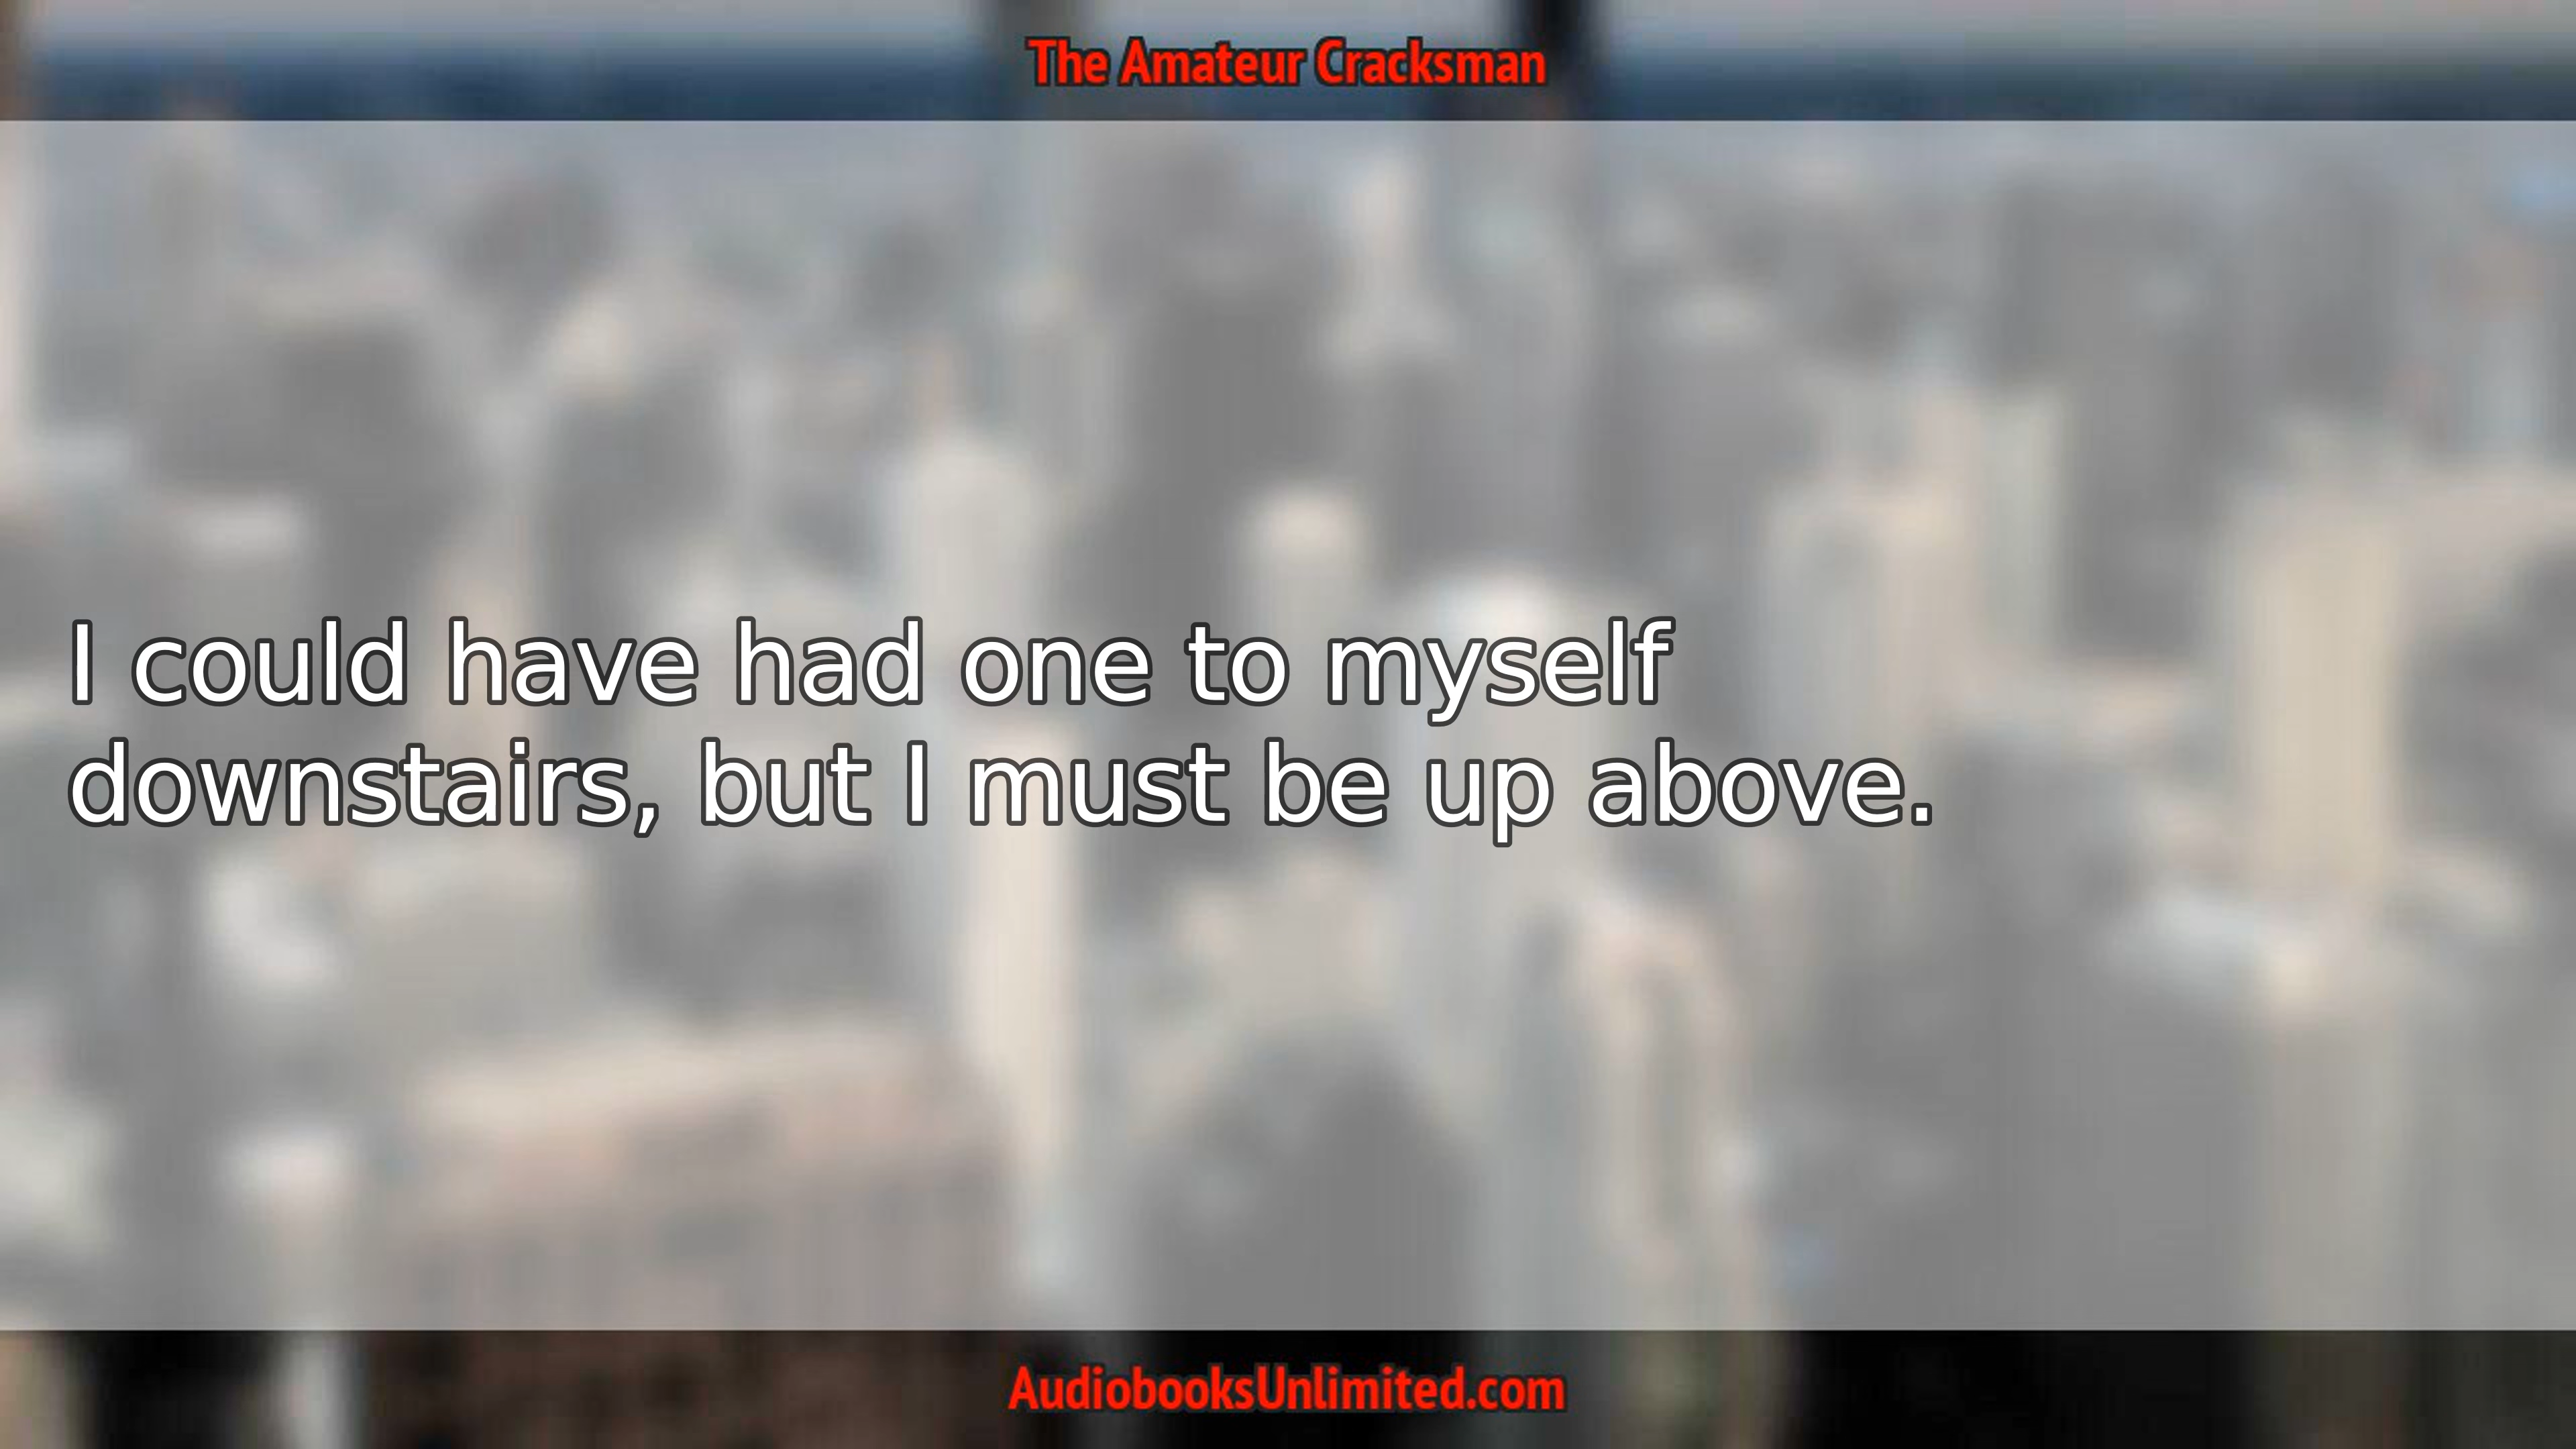 The Amateur Cracksman
I could have had one to myself
downstairs, but I must be up above.
AudiobooksUnlimited.com